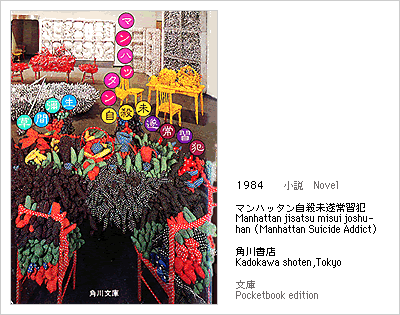 マンハッタン自殺未遂常習犯
草間彌生
角川文庫
1984 小説 Novel
マンハッタン自殺未遂常習犯
Manhattan jisatsu misui joshu-
han (Manhattan Suicide Addict)
角川書店
Kadokawa shoten,Tokyo
文庫
Pocketbook edition